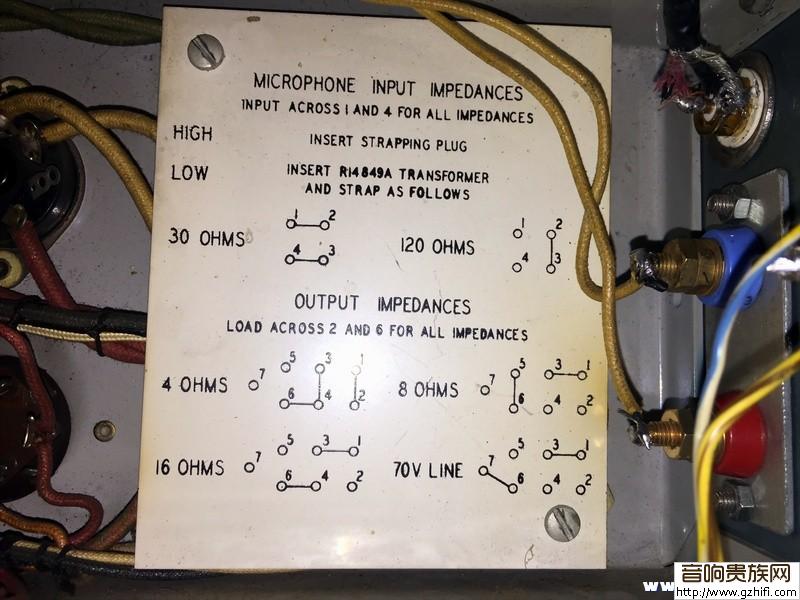 MICROPHONE INPUT IMPEDANCES
INPUT ACROSS 1 AND 4 FOR ALL IMPEDANCES
HIGH INSERT STRAPPING PLUG
LOW INSERT R14849A TRANSFORMER
AND STRAP AS FOLLOWS
1 2 1 2
30 OHMS 120 OHMS
4 3 4 3
OUTPUT IMPEDANCES
LOAD ACROSS 2 AND 6 FOR ALL IMPEDANCES
5 3 1 5 3 1
4 OHMS 7 8 OHMS 7
6 4 2 6 4 2
5 3 1 5 3 1
16 OHMS 7 70V LINE 7
6 4 2 6 4 2
音响贵族网
http://www.gzhifi.com/